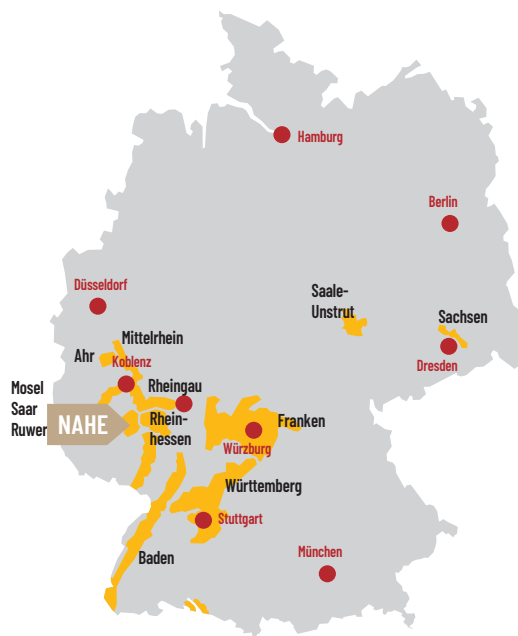 Hamburg
Berlin
Düsseldorf
Saale-
Unstrut
Sachsen
Mittelrhein
Ahr
Koblenz
Dresden
Rheingau
Mosel
Saar
Ruwer
NAHE
Rhein-
hessen
Franken
Würzburg
Württemberg
Stuttgart
Baden
München